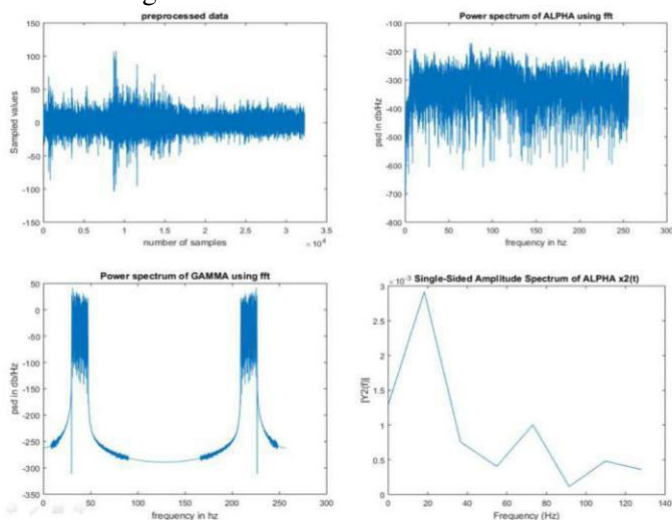 preprocessed data
150
100
50
0
-50
-100
-150
0 0.5 1 1.5 2 2.5 3 3.5
× 10⁴
Sampled values
number of samples
Power spectrum of ALPHA using fft
-100
-200
-300
-400
-500
-600
-700
-800
0 50 100 150 200 250 300
psd in db/Hz
frequency in hz
Power spectrum of GAMMA using fft
50
0
-50
-100
-150
-200
-250
-300
-350
0 50 100 150 200 250 300
psd in db/Hz
frequency in hz
× 10⁻³ Single-Sided Amplitude Spectrum of ALPHA x2(t)
3
2.5
2
1.5
1
0.5
0
0 20 40 60 80 100 120 140
|Y2(f)|
Frequency (Hz)